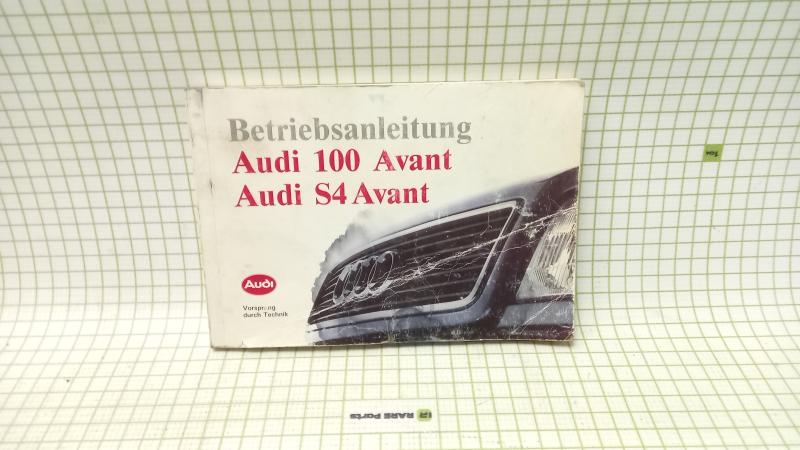 Betriebsanleitung
Audi 100 Avant
Audi S4 Avant
Audi
Vorsprung
durch Technik
RARE Parts